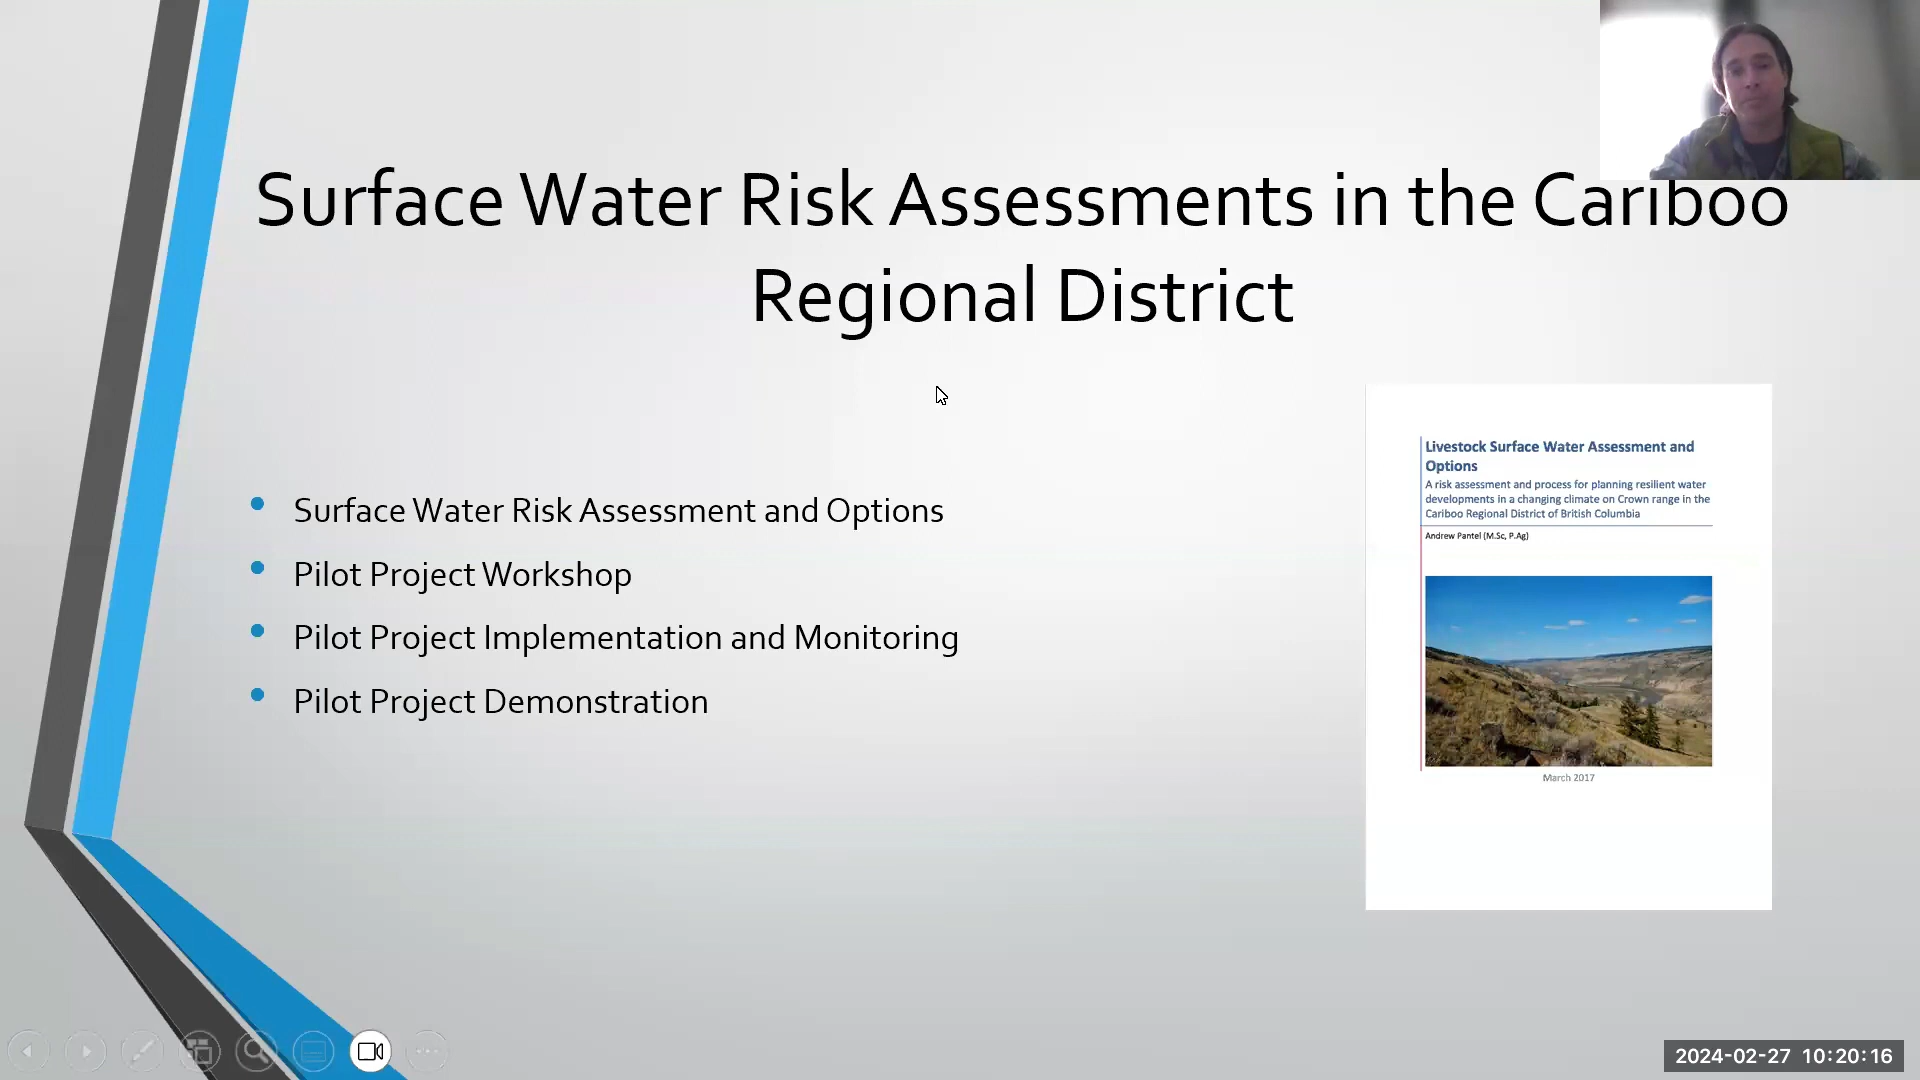 Surface Water Risk Assessments in the Cariboo
Regional District
Surface Water Risk Assessment and Options
Pilot Project Workshop
Pilot Project Implementation and Monitoring
Pilot Project Demonstration
Livestock Surface Water Assessment and
Options
A risk assessment and process for planning resilient water
developments in a changing climate on Crown range in the
Cariboo Regional District of British Columbia
Andrew Pantel (M.Sc, P.Ag)
March 2017
2024-02-27 10:20:16